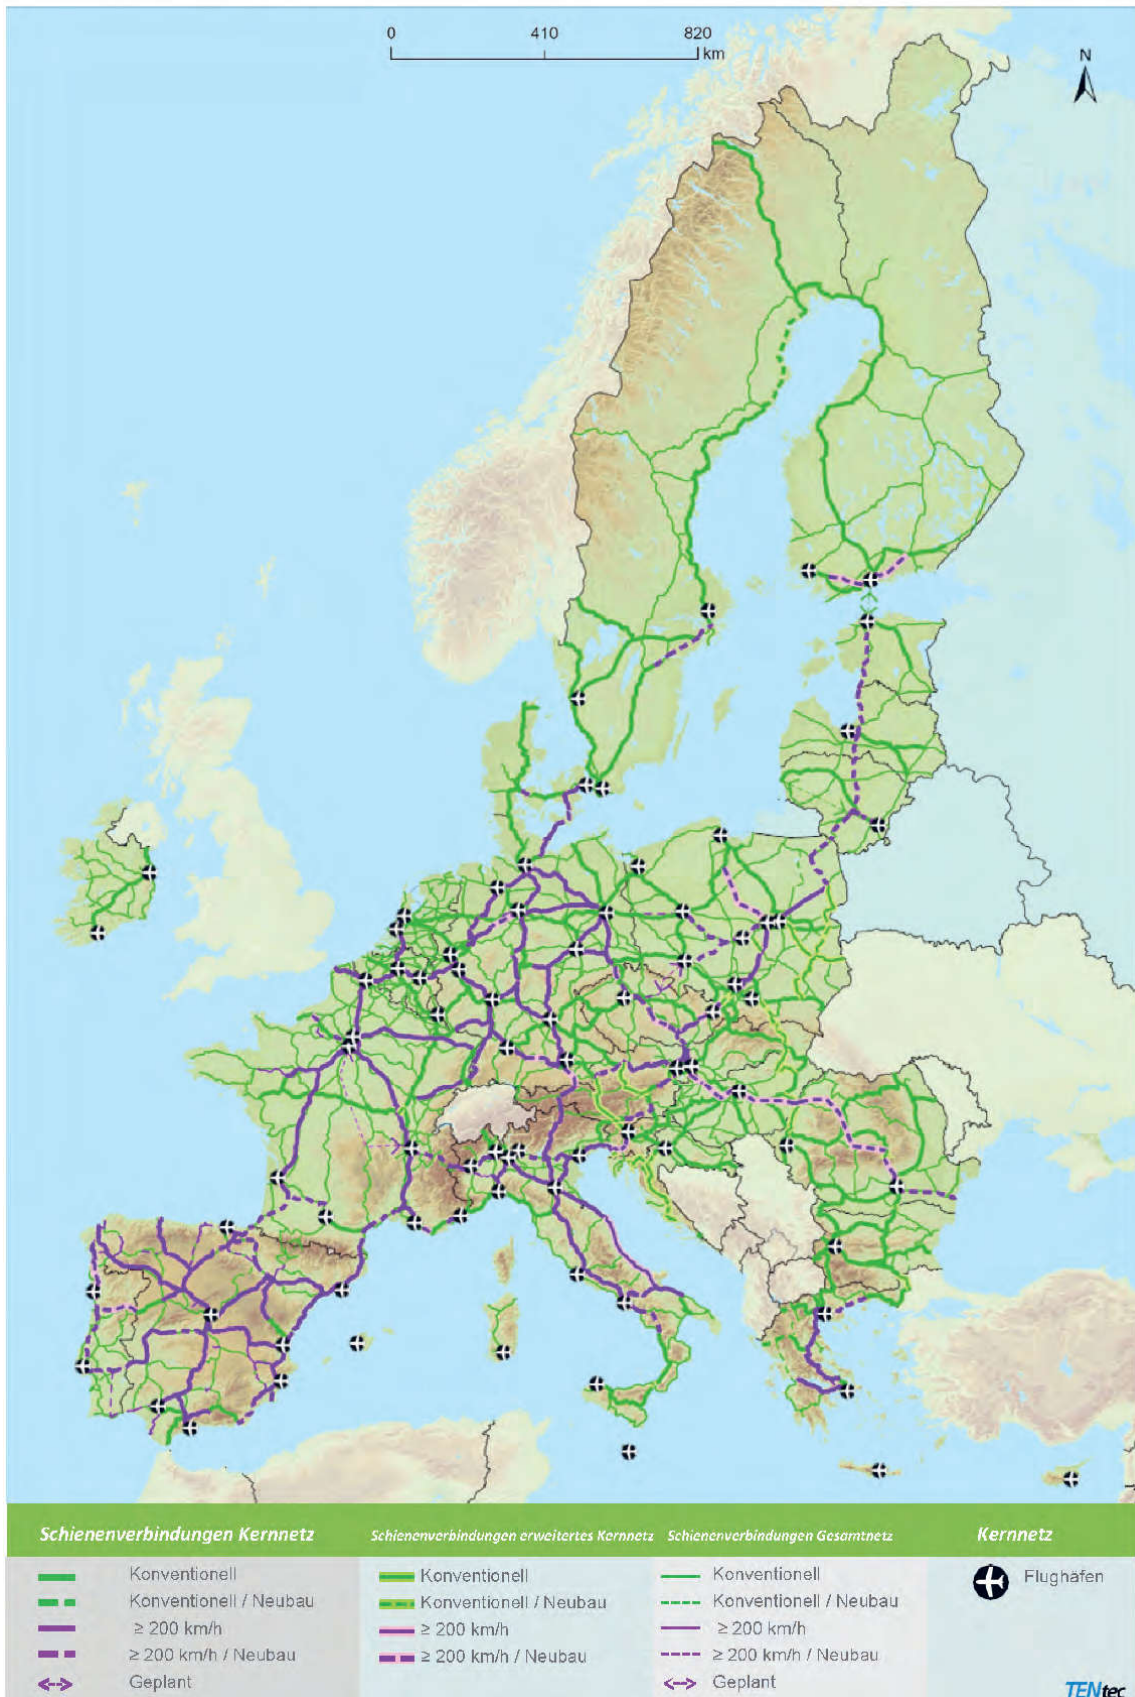 0 410 820
km
N
Schienenverbindungen Kernnetz
Konventionell
Konventionell / Neubau
≥ 200 km/h
≥ 200 km/h / Neubau
Geplant
Schienenverbindungen erweitertes Kernnetz
Konventionell
Konventionell / Neubau
≥ 200 km/h
≥ 200 km/h / Neubau
Schienenverbindungen Gesamtnetz
Konventionell
Konventionell / Neubau
≥ 200 km/h
≥ 200 km/h / Neubau
Geplant
Kernnetz
Flughäfen
TENtec